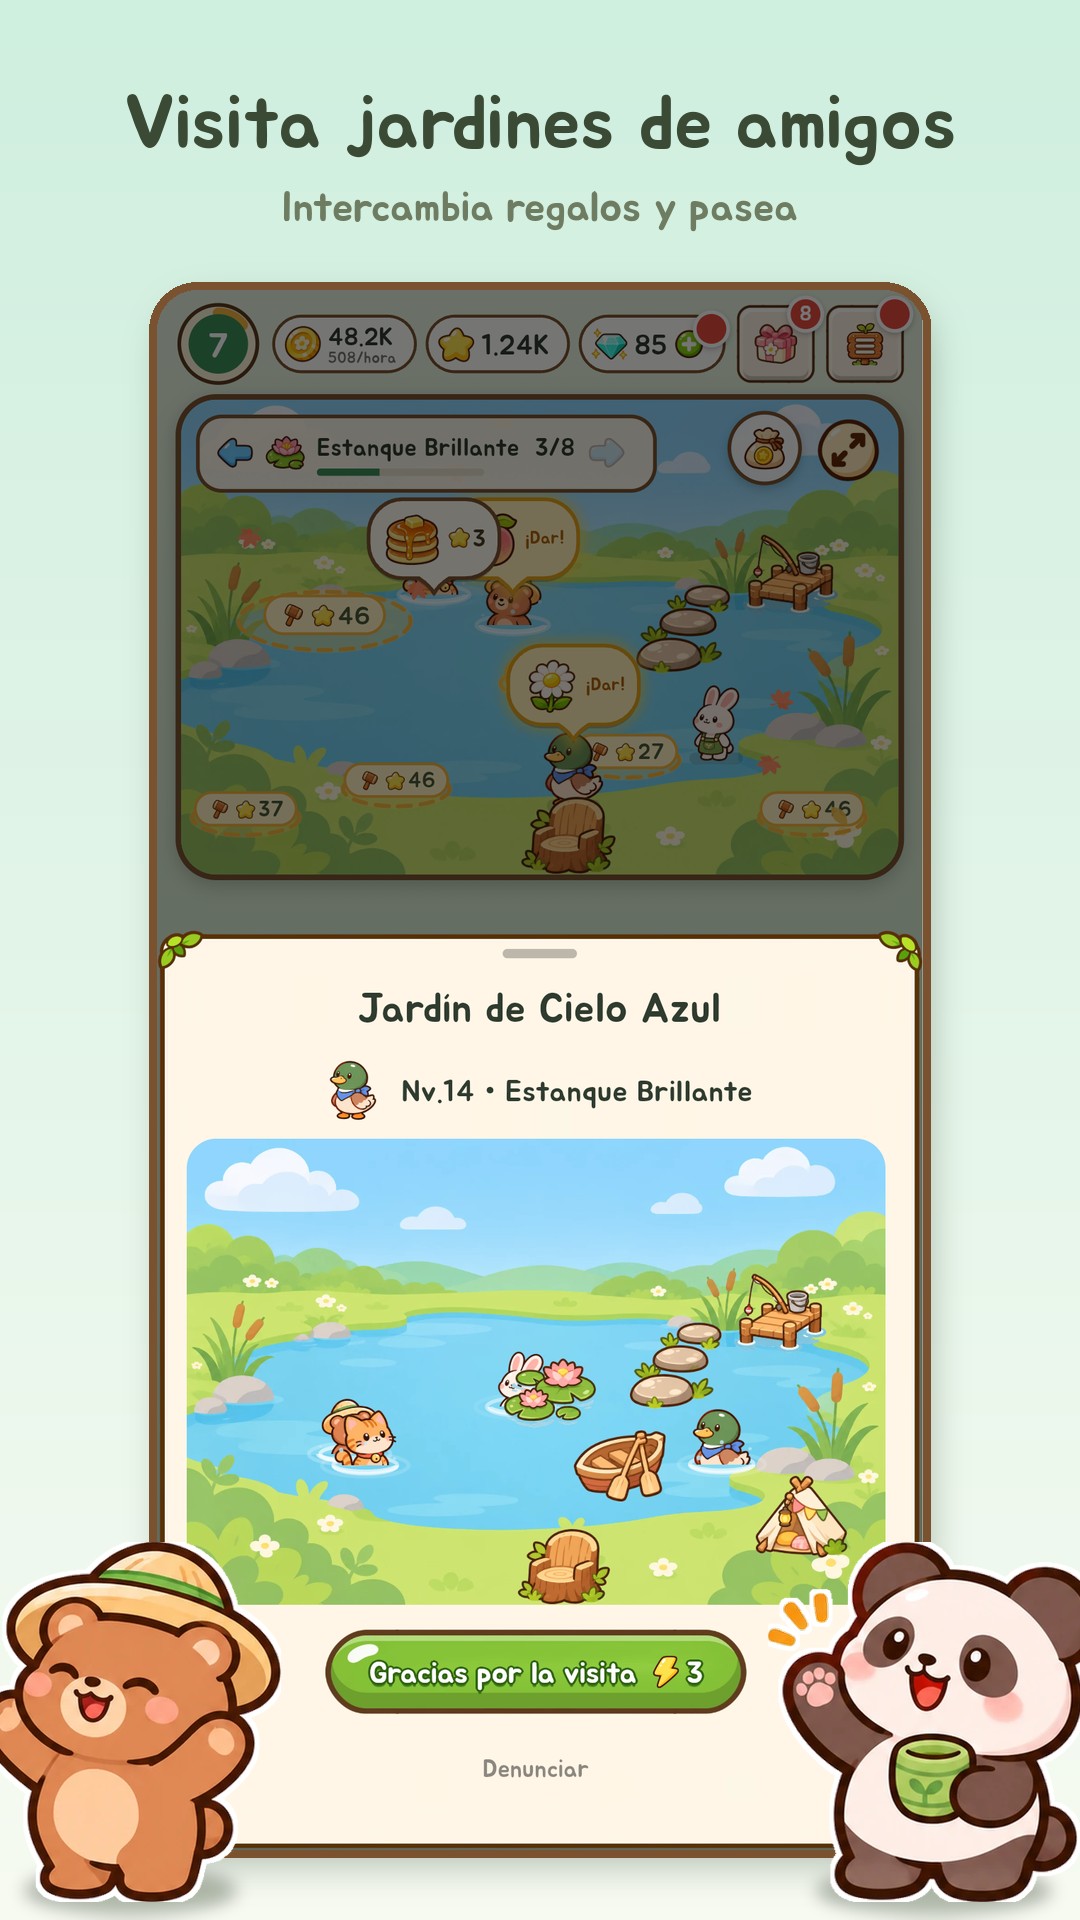 Visita jardines de amigos
Intercambia regalos y pasea
7
48.2K
508/hora
1.24K
85
8
Estanque Brillante 3/8
3
¡Dar!
46
¡Dar!
27
46
37
46
Jardín de Cielo Azul
Nv.14 • Estanque Brillante
Gracias por la visita 3
Denunciar